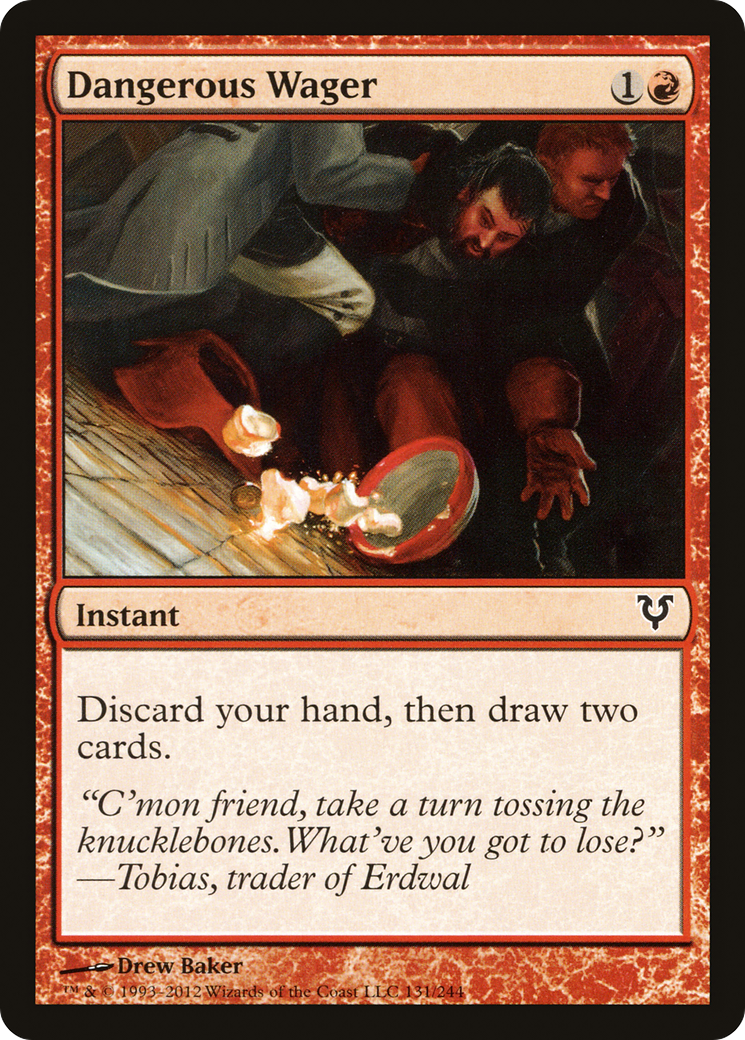 Dangerous Wager
1
Instant
Discard your hand, then draw two
cards.
“C’mon friend, take a turn tossing the
knucklebones. What’ve you got to lose?”
—Tobias, trader of Erdwal
Drew Baker
™ & © 1993–2012 Wizards of the Coast LLC 131/244